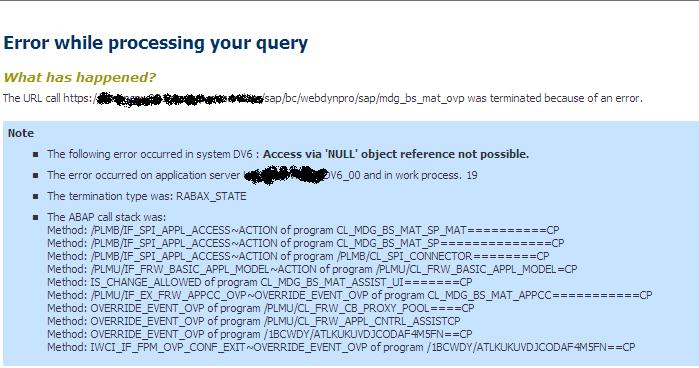 Error while processing your query
What has happened?
The URL call https:/ /sap/bc/webdynpro/sap/mdg_bs_mat_ovp was terminated because of an error.
Note
The following error occurred in system DV6 : Access via 'NULL' object reference not possible.
The error occurred on application server DV6_00 and in work process. 19
The termination type was: RABAX_STATE
The ABAP call stack was:
Method: /PLMB/IF_SPI_APPL_ACCESS~ACTION of program CL_MDG_BS_MAT_SP_MAT==========CP
Method: /PLMB/IF_SPI_APPL_ACCESS~ACTION of program CL_MDG_BS_MAT_SP==============CP
Method: /PLMB/IF_SPI_APPL_ACCESS~ACTION of program /PLMB/CL_SPI_CONNECTOR========CP
Method: /PLMU/IF_FRW_BASIC_APPL_MODEL~ACTION of program /PLMU/CL_FRW_BASIC_APPL_MODEL=CP
Method: IS_CHANGE_ALLOWED of program CL_MDG_BS_MAT_ASSIST_UI=======CP
Method: /PLMU/IF_EX_FRW_APPCC_OVP~OVERRIDE_EVENT_OVP of program CL_MDG_BS_MAT_APPCC===========CP
Method: OVERRIDE_EVENT_OVP of program /PLMU/CL_FRW_CB_PROXY_POOL====CP
Method: OVERRIDE_EVENT_OVP of program /PLMU/CL_FRW_APPL_CNTRL_ASSISTCP
Method: OVERRIDE_EVENT_OVP of program /1BCWDY/ATLKUKUVDJCODAF4M5FN==CP
Method: IWCI_IF_FPM_OVP_CONF_EXIT~OVERRIDE_EVENT_OVP of program /1BCWDY/ATLKUKUVDJCODAF4M5FN==CP